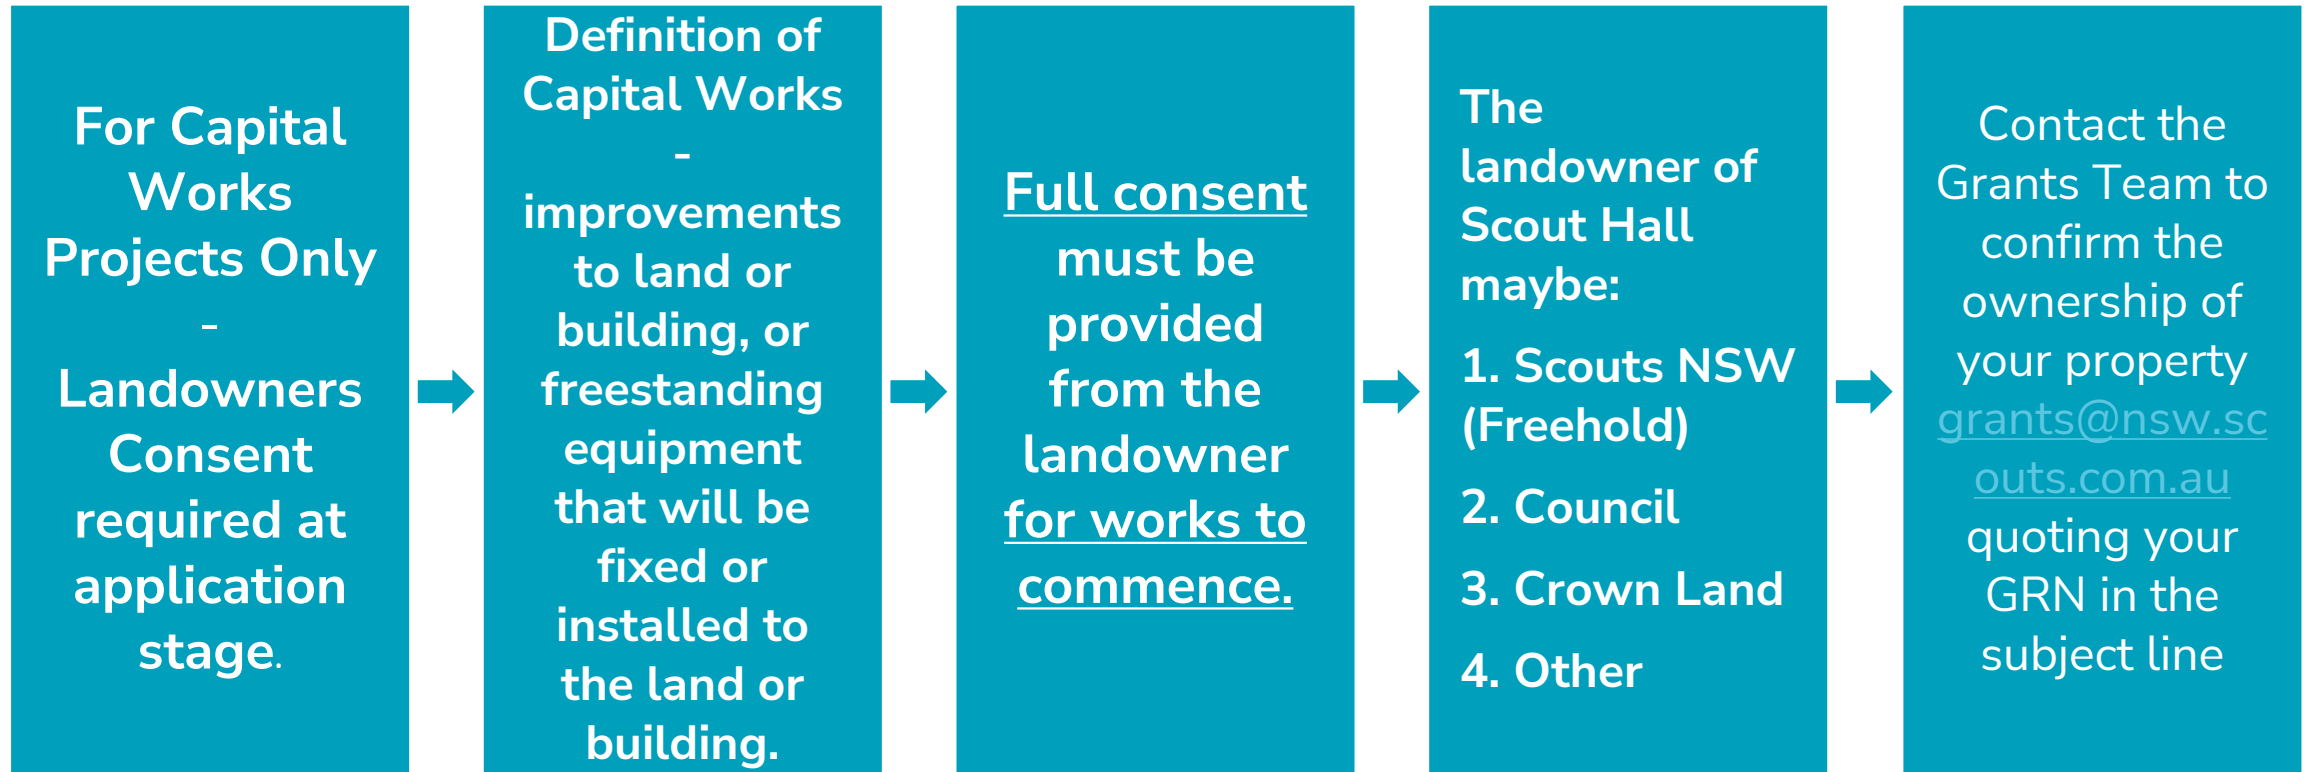 For Capital
Works
Projects Only
-
Landowners
Consent
required at
application
stage.
Definition of
Capital Works
-
improvements
to land or
building, or
freestanding
equipment
that will be
fixed or
installed to
the land or
building.
Full consent
must be
provided
from the
landowner
for works to
commence.
The
landowner of
Scout Hall
maybe:
1. Scouts NSW
(Freehold)
2. Council
3. Crown Land
4. Other
Contact the
Grants Team to
confirm the
ownership of
your property
grants@nsw.sc
outs.com.au
quoting your
GRN in the
subject line